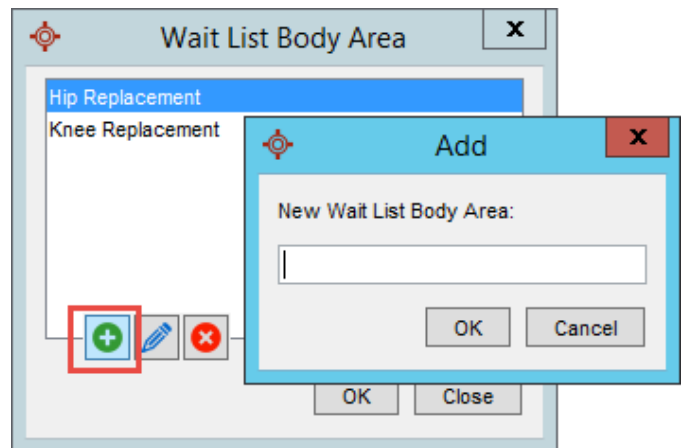 Wait List Body Area
x
Hip Replacement
Knee Replacement
Add
x
New Wait List Body Area:
OK
Cancel
OK
Close